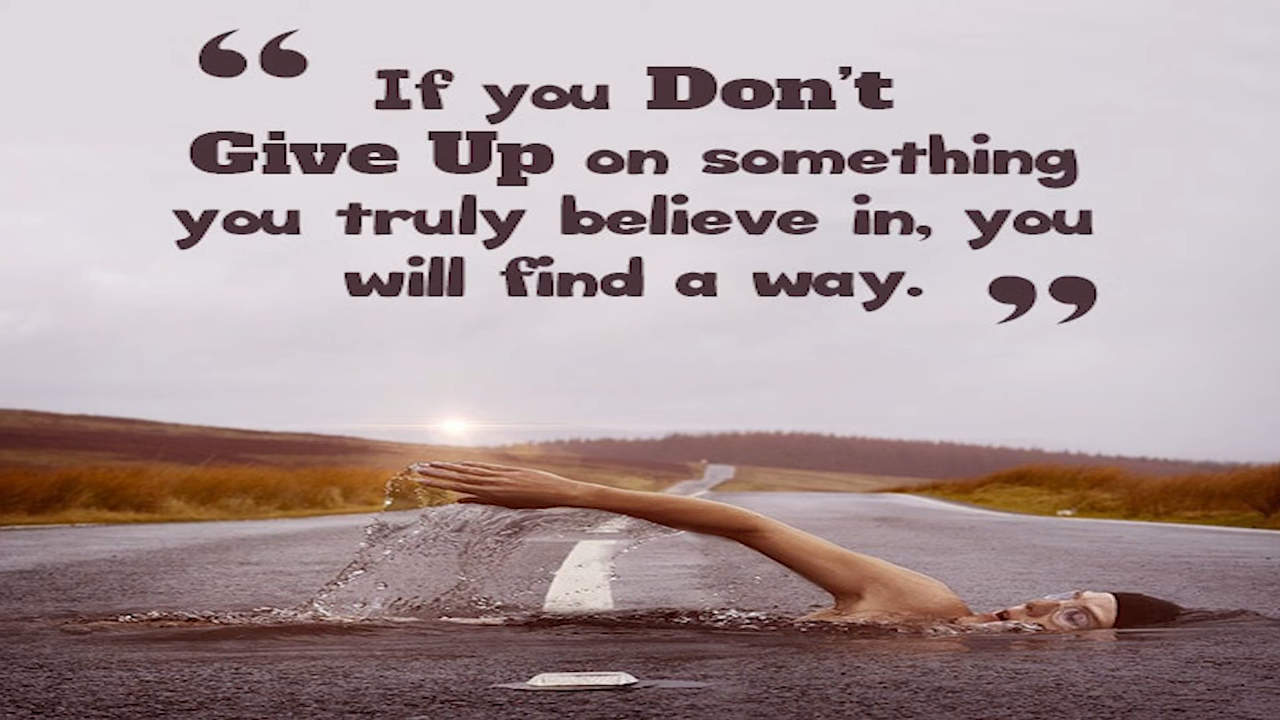 “ If you Don’t
Give Up on something
you truly believe in, you
will find a way. ”